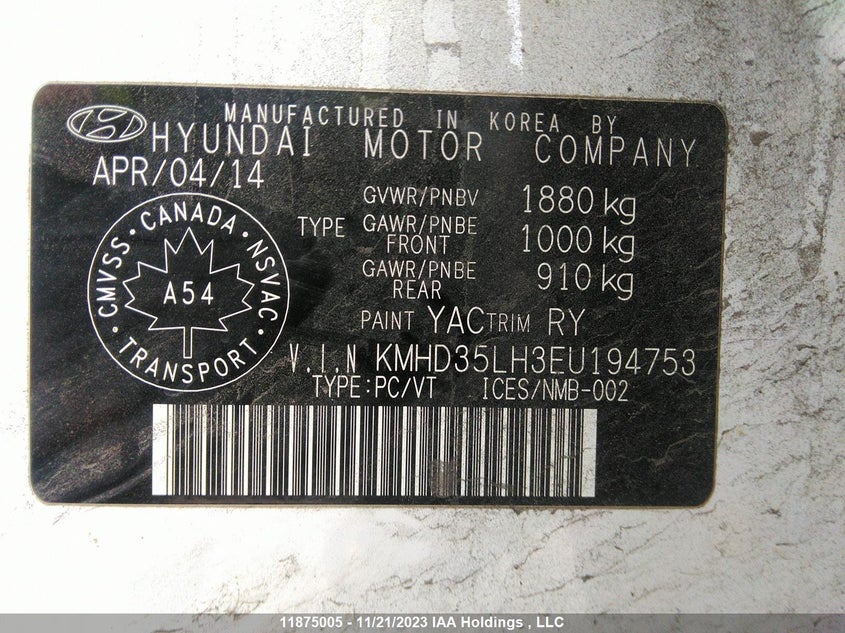 MANUFACTURED IN KOREA BY
HYUNDAI MOTOR COMPANY
APR/04/14
GVWR/PNBV 1880 kg
TYPE GAWR/PNBE FRONT 1000 kg
GAWR/PNBE REAR 910 kg
PAINT YAC TRIM RY
CMVSS · CANADA · NSVAC · TRANSPORT ·
A54
V.I.N KMHD35LH3EU194753
TYPE:PC/VT ICES/NMB-002
11875005 - 11/21/2023 IAA Holdings , LLC